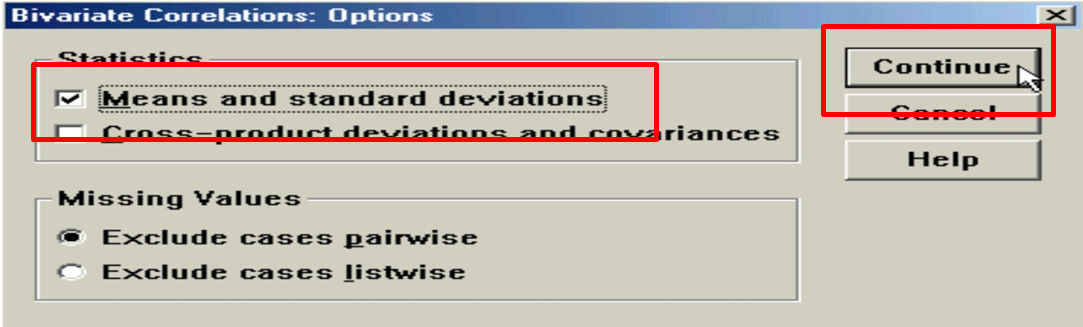 Bivariate Correlations: Options
Statistics
Means and standard deviations
Cross-product deviations and covariances
Missing Values
Exclude cases pairwise
Exclude cases listwise
Continue
Cancel
Help